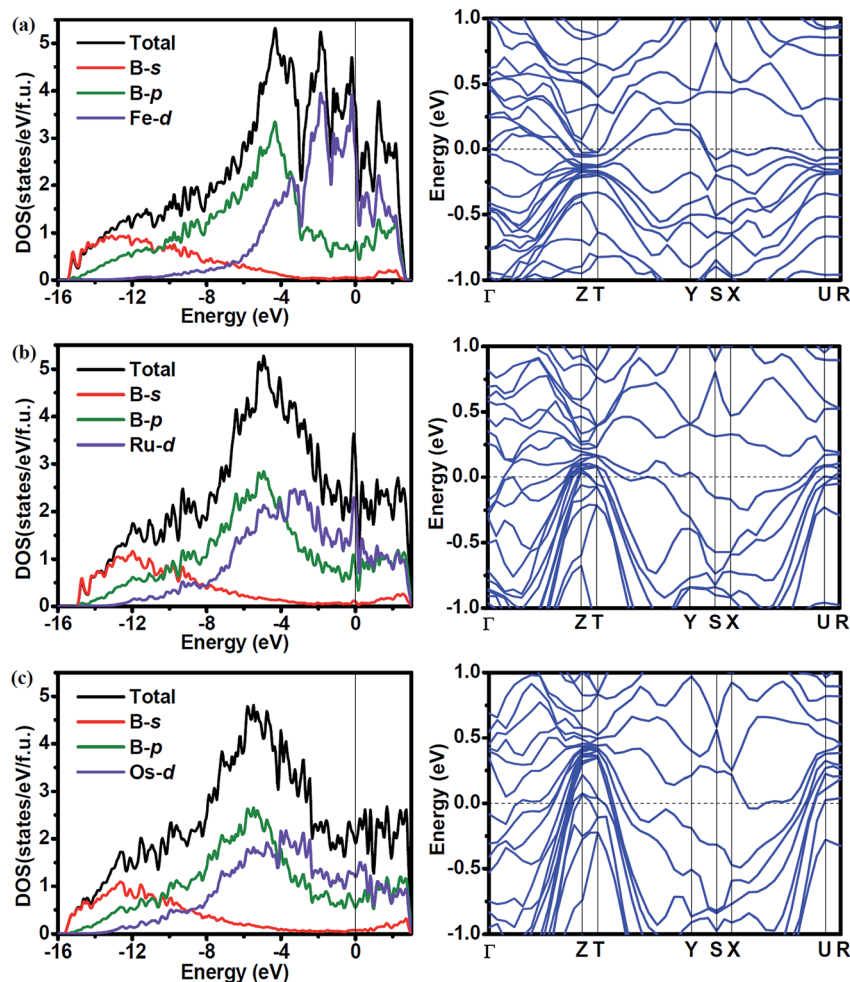 (a)
Total
B-s
B-p
Fe-d
DOS(states/eV/f.u.)
5
4
3
2
1
0
-16 -12 -8 -4 0
Energy (eV)
Energy (eV)
1.0
0.5
0.0
-0.5
-1.0
Γ Z T Y S X U R
(b)
Total
B-s
B-p
Ru-d
DOS(states/eV/f.u.)
5
4
3
2
1
0
-16 -12 -8 -4 0
Energy (eV)
Energy (eV)
1.0
0.5
0.0
-0.5
-1.0
Γ Z T Y S X U R
(c)
Total
B-s
B-p
Os-d
DOS(states/eV/f.u.)
5
4
3
2
1
0
-16 -12 -8 -4 0
Energy (eV)
Energy (eV)
1.0
0.5
0.0
-0.5
-1.0
Γ Z T Y S X U R